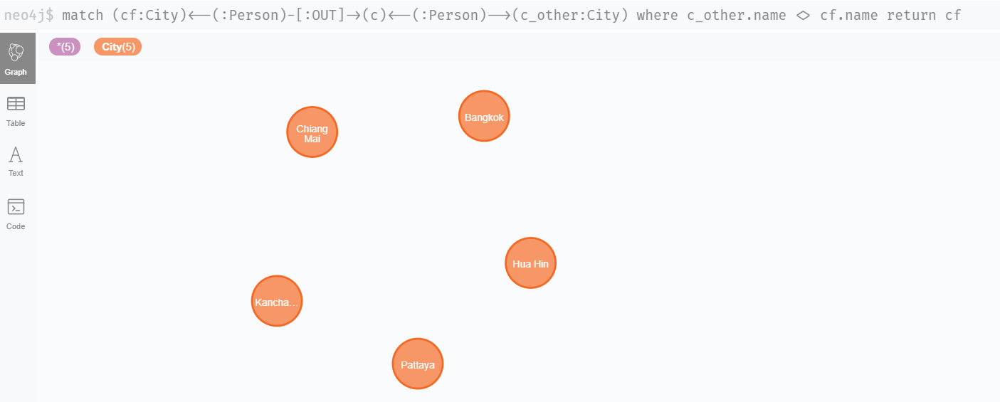 neo4j$ match (cf:City)<--(:Person)-[:OUT]->(c)<--(:Person)-->(c_other:City) where c_other.name <> cf.name return cf
*(5) City(5)
Graph
Table
Text
Code
Chiang
Mai
Bangkok
Hua Hin
Kancha...
Pattaya